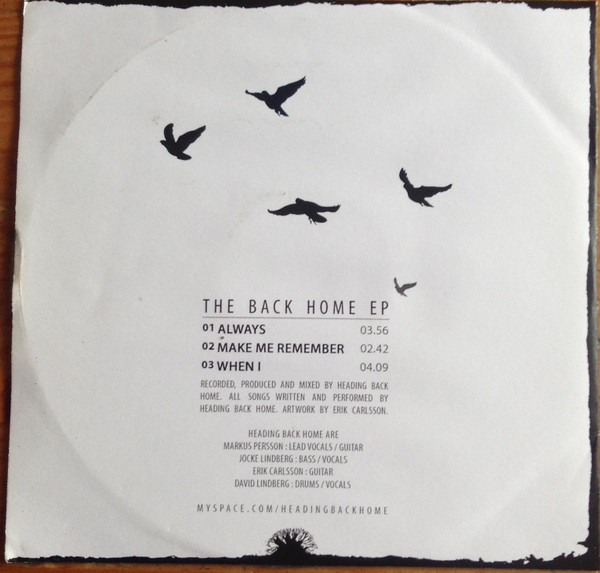 THE BACK HOME EP
01 ALWAYS 03.56
02 MAKE ME REMEMBER 02.42
03 WHEN I 04.09
RECORDED, PRODUCED AND MIXED BY HEADING BACK
HOME. ALL SONGS WRITTEN AND PERFORMED BY
HEADING BACK HOME. ARTWORK BY ERIK CARLSSON.
HEADING BACK HOME ARE
MARKUS PERSSON : LEAD VOCALS / GUITAR
JOCKE LINDBERG : BASS / VOCALS
ERIK CARLSSON : GUITAR
DAVID LINDBERG : DRUMS / VOCALS
MYSPACE.COM/HEADINGBACKHOME